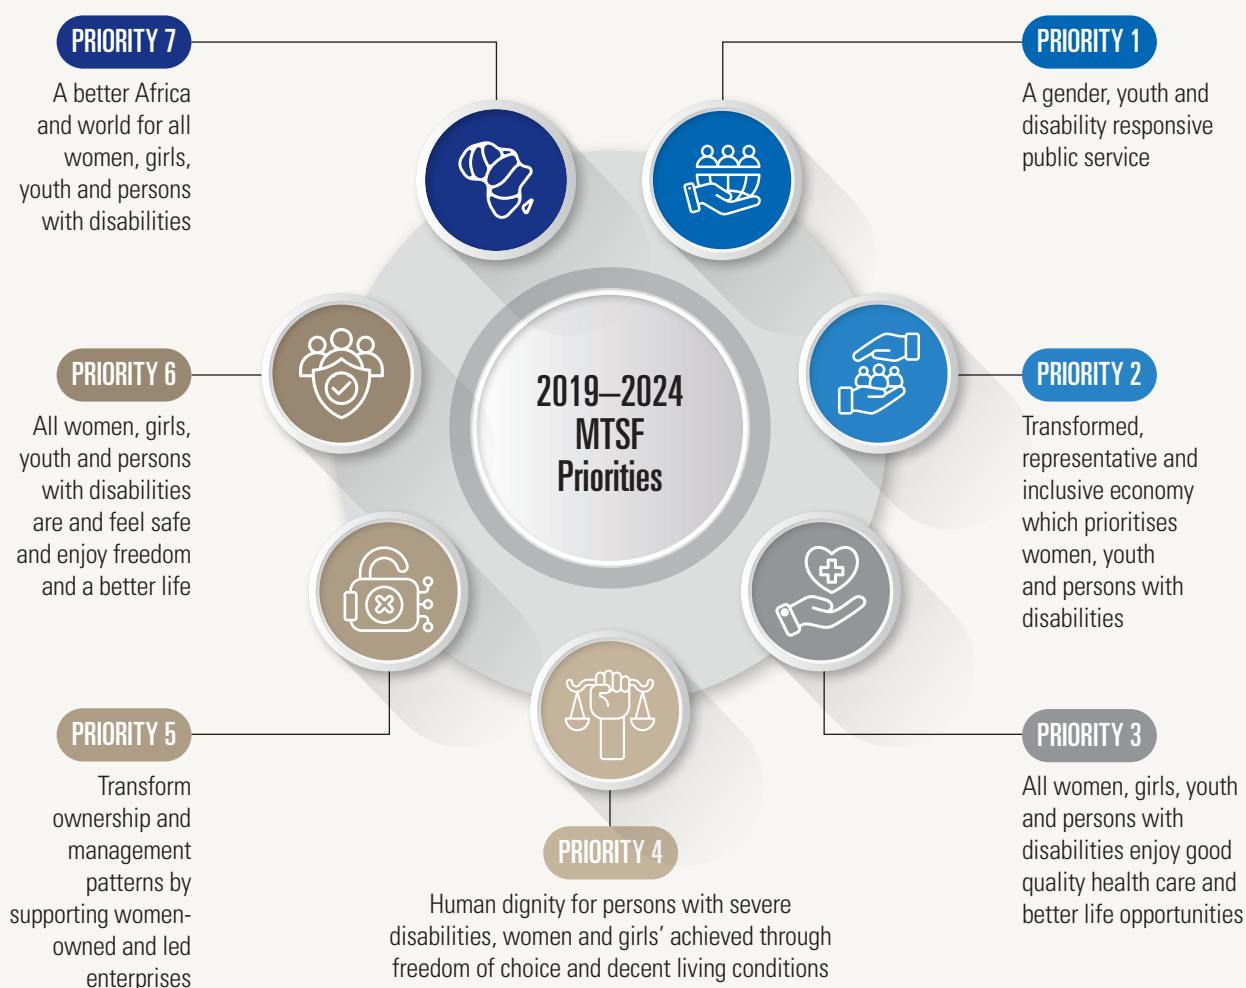 2019–2024
MTSF
Priorities
PRIORITY 1
A gender, youth and
disability responsive
public service
PRIORITY 2
Transformed,
representative and
inclusive economy
which prioritises
women, youth
and persons with
disabilities
PRIORITY 3
All women, girls, youth
and persons with
disabilities enjoy good
quality health care and
better life opportunities
PRIORITY 4
Human dignity for persons with severe
disabilities, women and girls’ achieved through
freedom of choice and decent living conditions
PRIORITY 5
Transform
ownership and
management
patterns by
supporting women-
owned and led
enterprises
PRIORITY 6
All women, girls,
youth and persons
with disabilities
are and feel safe
and enjoy freedom
and a better life
PRIORITY 7
A better Africa
and world for all
women, girls,
youth and persons
with disabilities